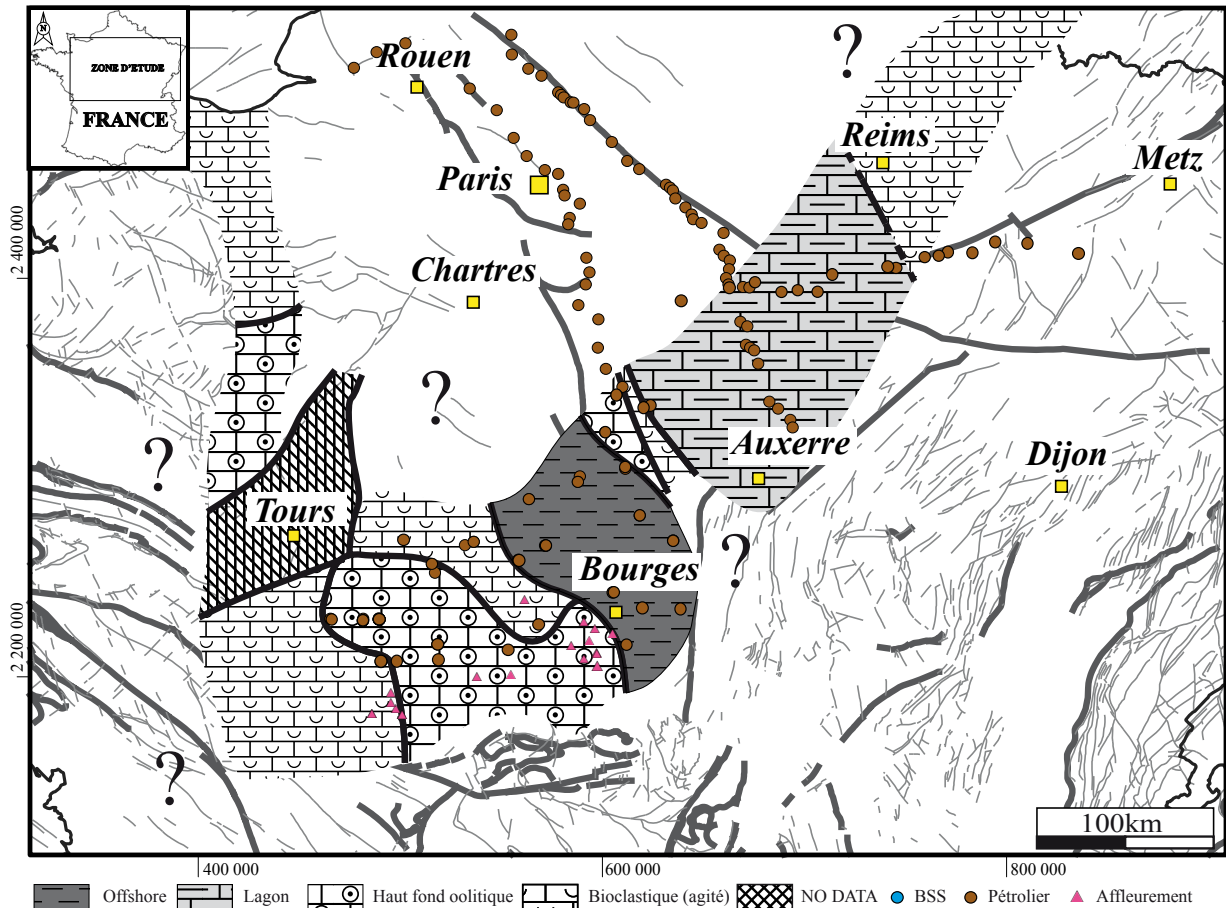 N
ZONE D'ETUDE
FRANCE
Rouen
?
Reims
Metz
Paris
2 400 000
Chartres
?
?
Auxerre
Dijon
Tours
?
Bourges
2 200 000
?
100km
400 000
600 000
800 000
Offshore
Lagon
Haut fond oolitique
Bioclastique (agité)
NO DATA
BSS
Pétrolier
Affleurement